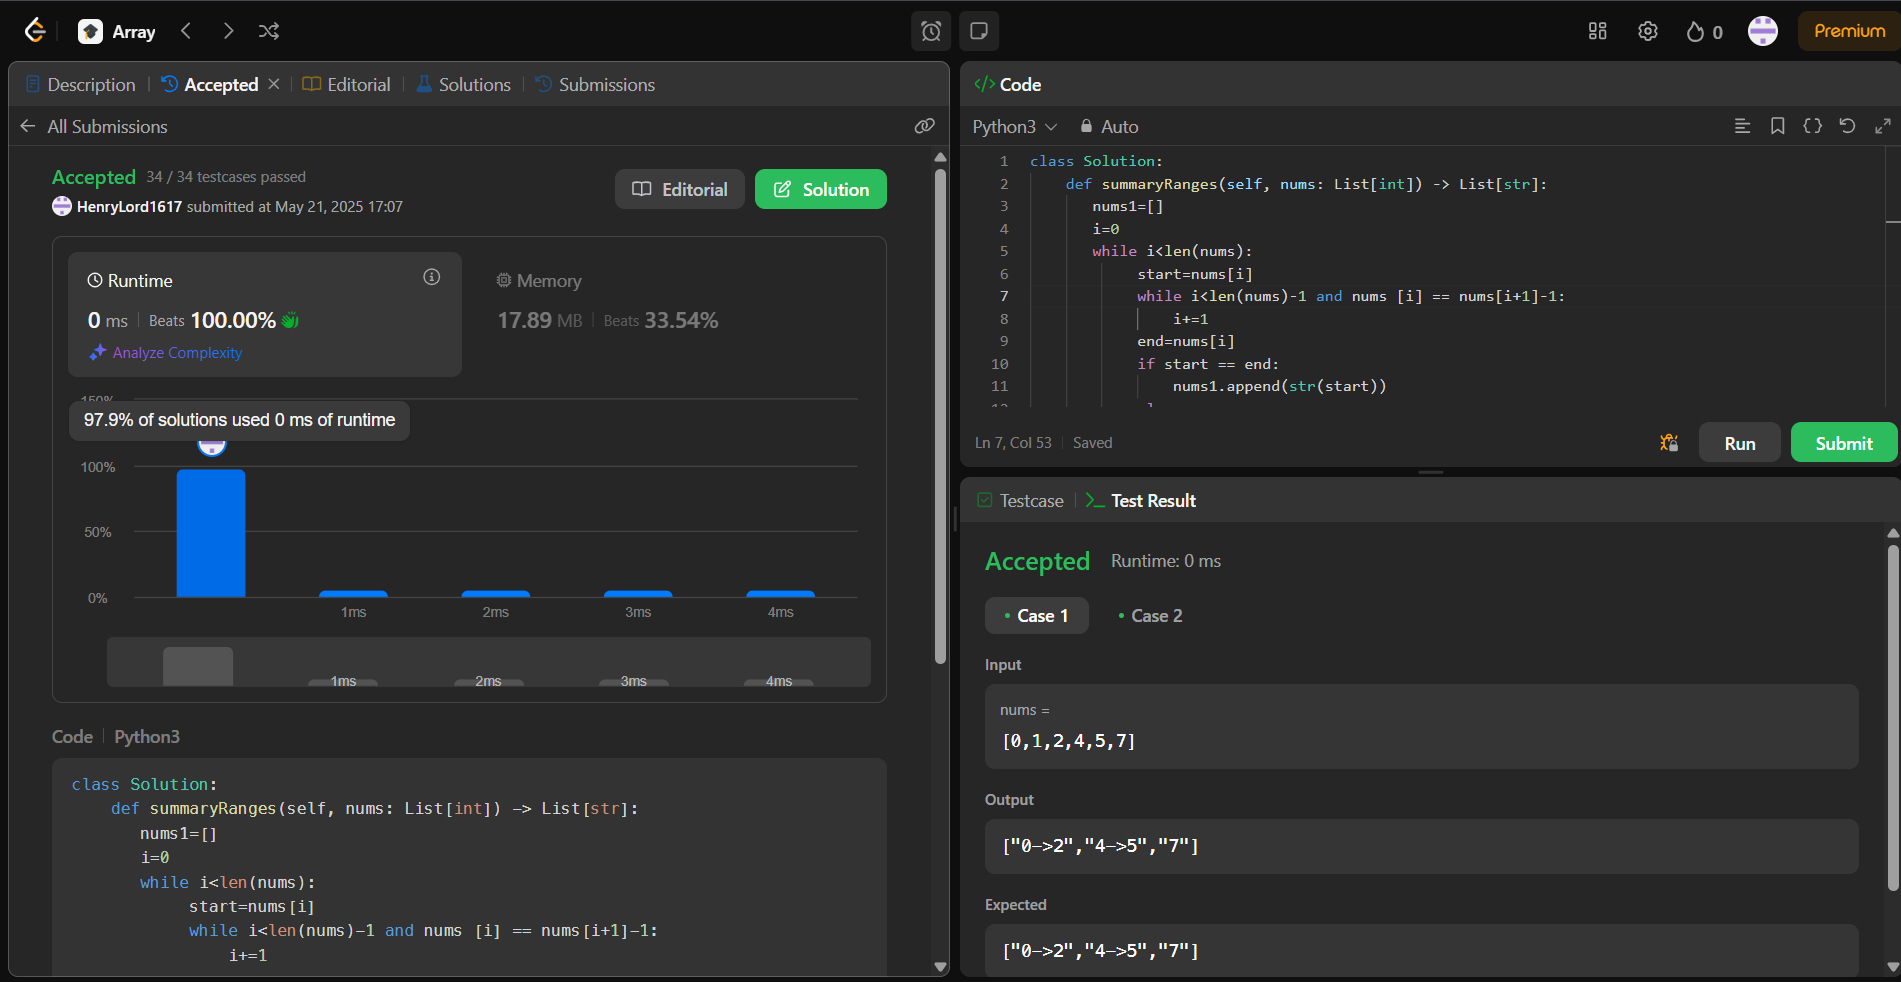 Array
0
Premium
Description
Accepted
Editorial
Solutions
Submissions
All Submissions
Accepted 34 / 34 testcases passed
HenryLord1617 submitted at May 21, 2025 17:07
Editorial
Solution
Runtime
0 ms Beats 100.00%
Analyze Complexity
Memory
17.89 MB Beats 33.54%
150%
97.9% of solutions used 0 ms of runtime
100%
50%
0%
1ms 2ms 3ms 4ms
1ms 2ms 3ms 4ms
Code Python3
class Solution:
def summaryRanges(self, nums: List[int]) -> List[str]:
nums1=[]
i=0
while i<len(nums):
start=nums[i]
while i<len(nums)-1 and nums [i] == nums[i+1]-1:
i+=1
</> Code
Python3 Auto
1 class Solution:
2 def summaryRanges(self, nums: List[int]) -> List[str]:
3 nums1=[]
4 i=0
5 while i<len(nums):
6 start=nums[i]
7 while i<len(nums)-1 and nums [i] == nums[i+1]-1:
8 i+=1
9 end=nums[i]
10 if start == end:
11 nums1.append(str(start))
Ln 7, Col 53 Saved
Run
Submit
Testcase
Test Result
Accepted Runtime: 0 ms
• Case 1 • Case 2
Input
nums =
[0,1,2,4,5,7]
Output
["0->2","4->5","7"]
Expected
["0->2","4->5","7"]